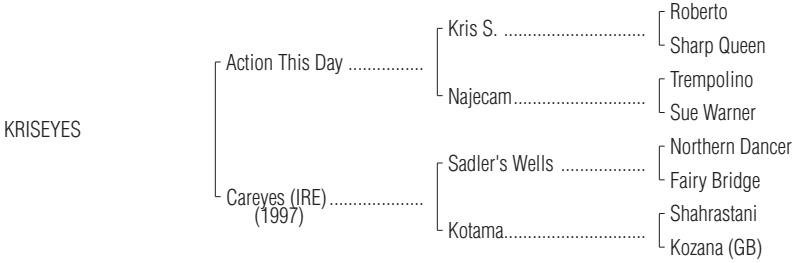 Roberto
Kris S. ..............................
Sharp Queen
Action This Day ................
Trempolino
Najecam............................
Sue Warner
KRISEYES
Northern Dancer
Sadler's Wells ..................
Fairy Bridge
Careyes (IRE)....................
(1997)
Shahrastani
Kotama..............................
Kozana (GB)